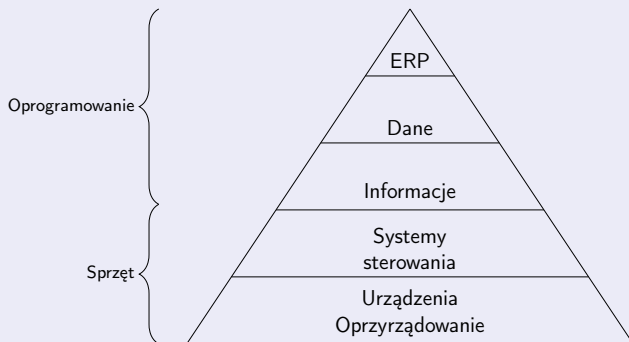 ERP
Oprogramowanie
Dane
Informacje
Systemy
sterowania
Sprzęt
Urządzenia
Oprzyrządowanie